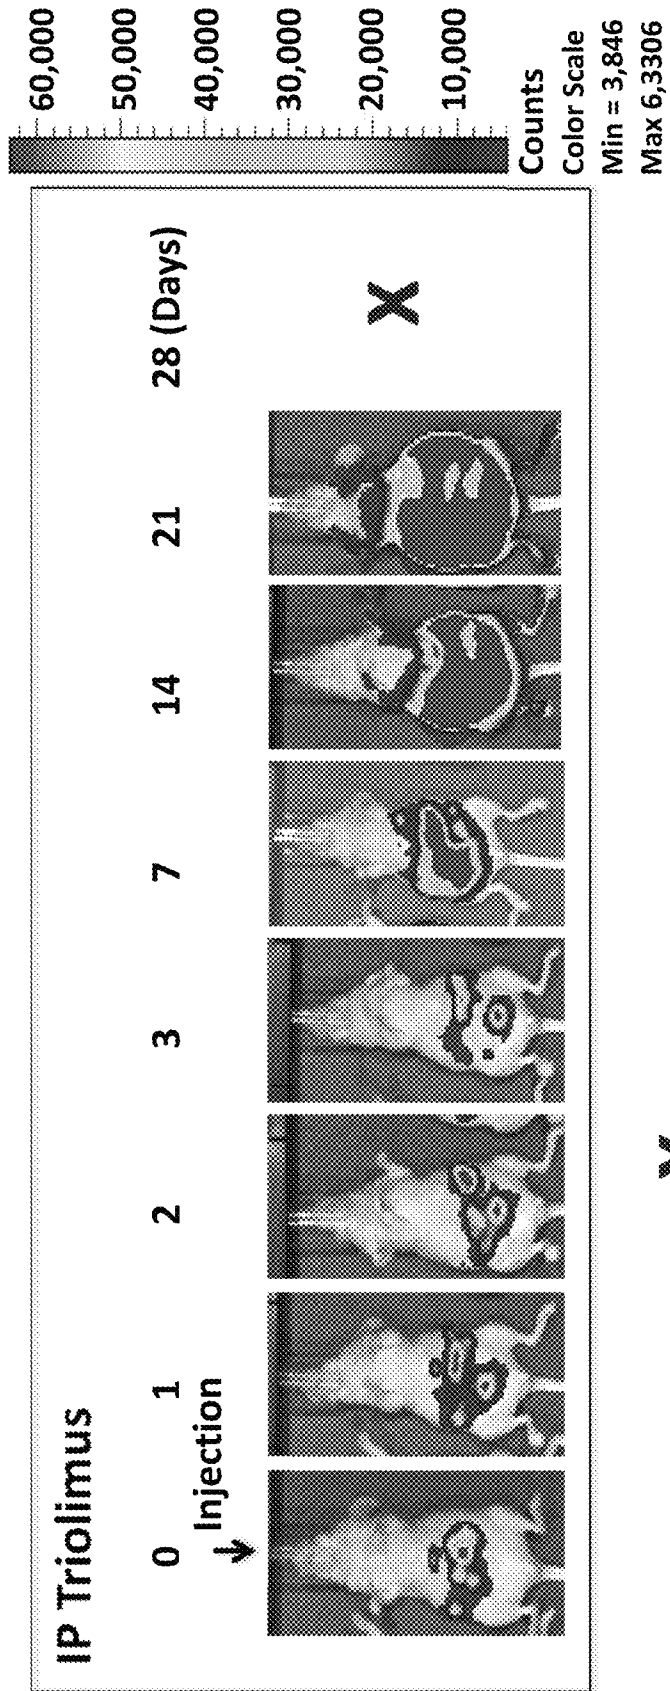 IP Triolimus
0 1 2 3 7 14 21 28 (Days)
Injection
X
60,000
50,000
40,000
30,000
20,000
10,000
Counts
Color Scale
Min = 3,846
Max 6,3306